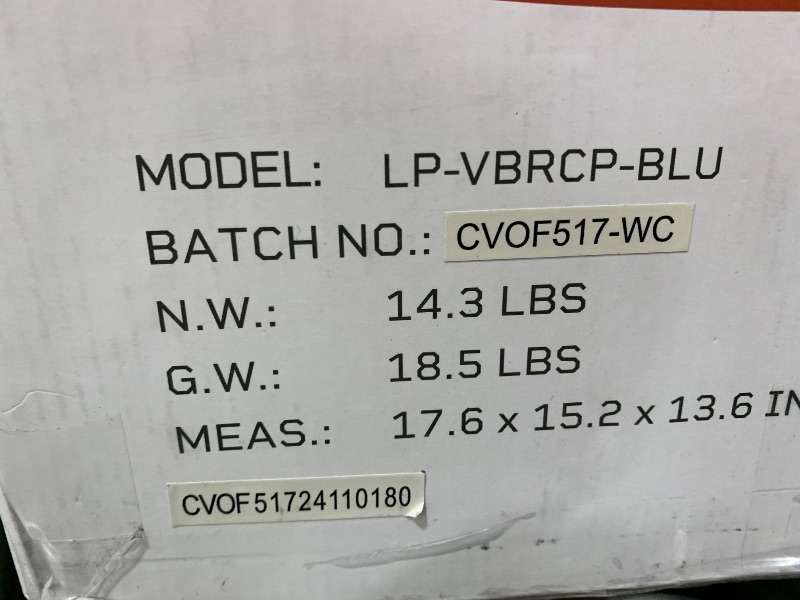 MODEL: LP-VBRCP-BLU
BATCH NO.: CVOF517-WC
N.W.: 14.3 LBS
G.W.: 18.5 LBS
MEAS.: 17.6 x 15.2 x 13.6 IN
CVOF51724110180